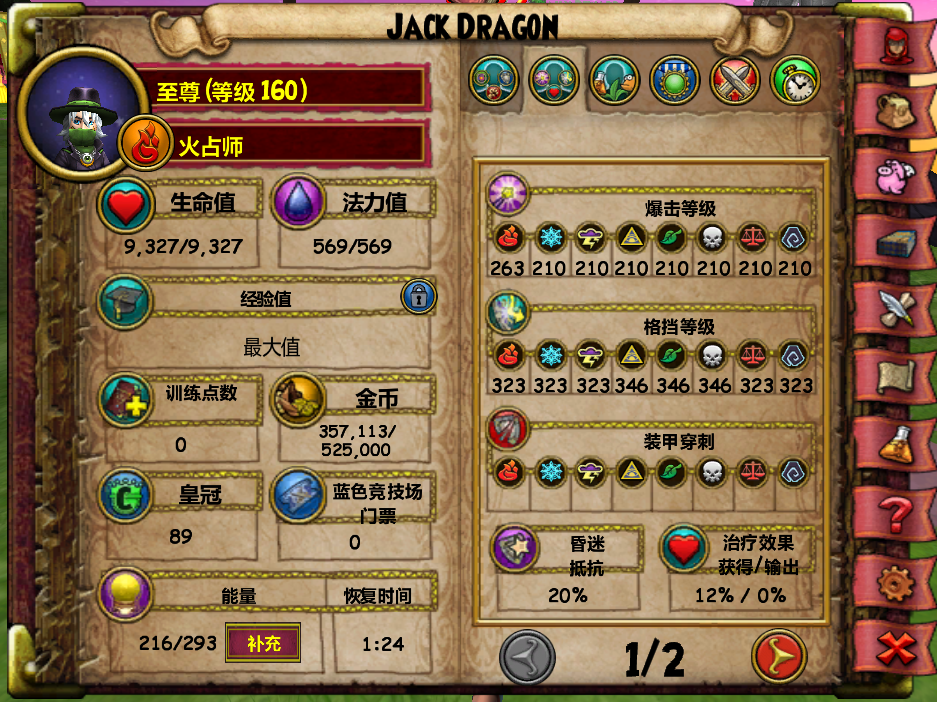 JACK DRAGON
至尊 (等级 160)
火占师
生命值
9,327/9,327
法力值
569/569
经验值
最大值
训练点数
0
金币
357,113/
525,000
皇冠
89
蓝色竞技场
门票
0
能量
216/293
补充
恢复时间
1:24
爆击等级
263 210 210 210 210 210 210 210
格挡等级
323 323 323 346 346 346 323 323
装甲穿刺
昏迷
抵抗
20%
治疗效果
获得/输出
12% / 0%
1/2